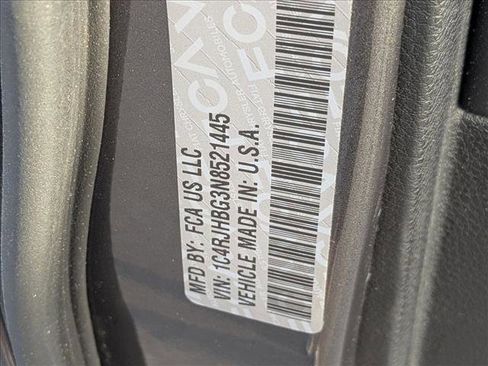 MFD BY: FCA US LLC
VIN: 1C4RJHBG3N8521445
VEHICLE MADE IN: U.S.A.